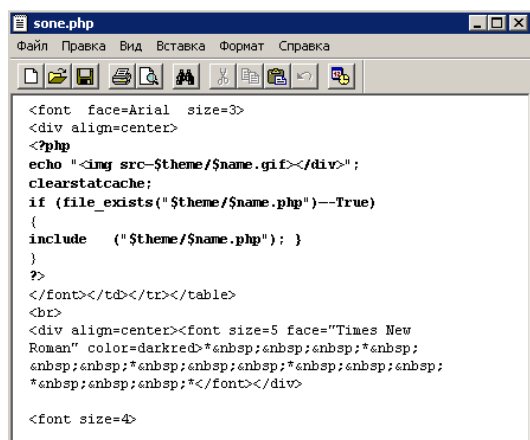 sone.php
Файл Правка Вид Вставка Формат Справка
<font face=Arial size=3>
<div align=center>
<?php
echo "<img src=$theme/$name.gif></div>";
clearstatcache;
if (file_exists("$theme/$name.php")==True)
{
include ("$theme/$name.php"); }
}
?>
</font></td></tr></table>
<br>
<div align=center><font size=5 face="Times New
Roman" color=darkred>*&nbsp;&nbsp;&nbsp;*&nbsp;
&nbsp;&nbsp;*&nbsp;&nbsp;&nbsp;*&nbsp;&nbsp;&nbsp;
*&nbsp;&nbsp;&nbsp;*</font></div>
<font size=4>